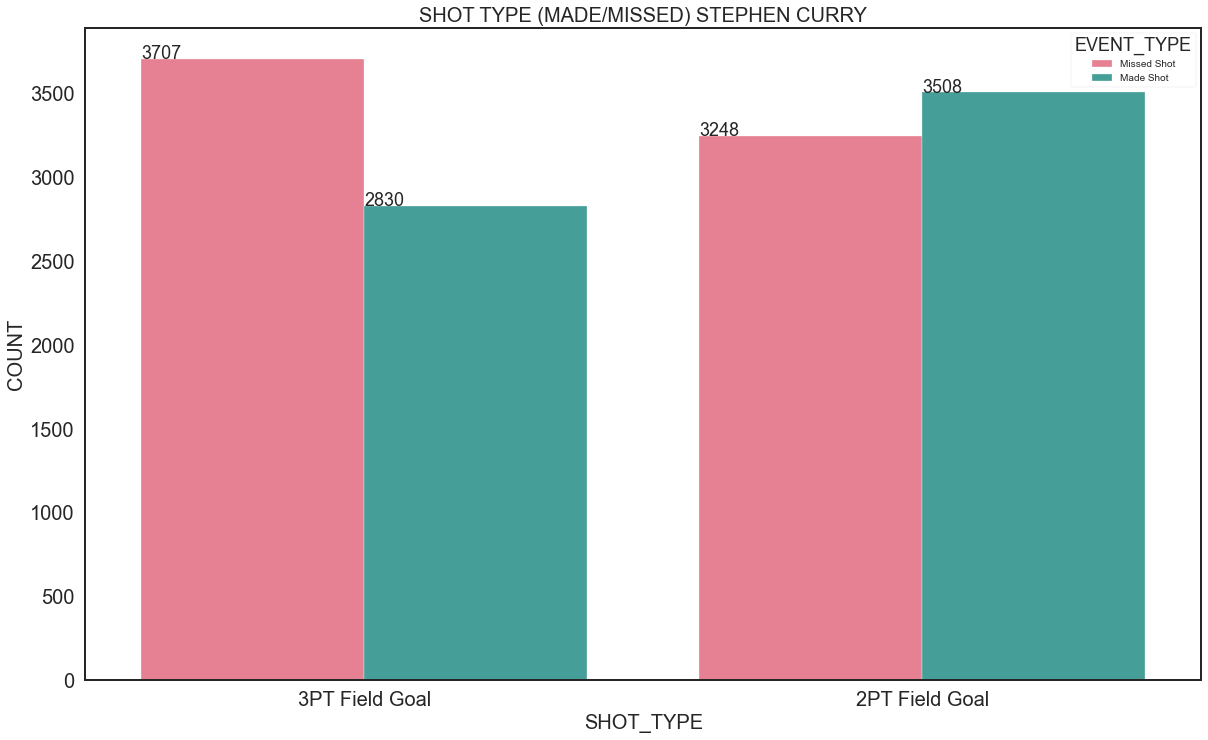 SHOT TYPE (MADE/MISSED) STEPHEN CURRY
EVENT_TYPE
Missed Shot
Made Shot
3707
2830
3248
3508
COUNT
3500
3000
2500
2000
1500
1000
500
0
3PT Field Goal
2PT Field Goal
SHOT_TYPE